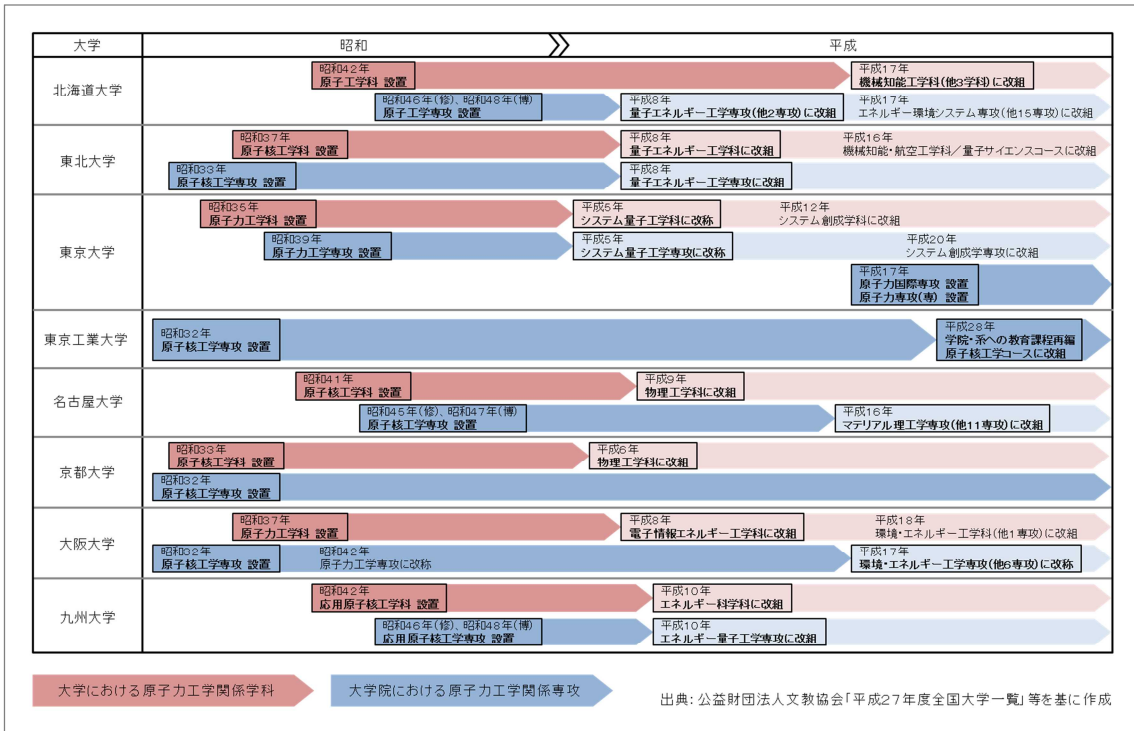 大学
昭和
平成
北海道大学
昭和42年
原子工学科 設置
平成17年
機械知能工学科(他3学科)に改組
昭和46年(修)、昭和48年(博)
原子工学専攻 設置
平成8年
量子エネルギー工学専攻(他2専攻)に改組
平成17年
エネルギー環境システム専攻(他15専攻)に改組
東北大学
昭和37年
原子核工学科 設置
平成8年
量子エネルギー工学科に改組
平成16年
機械知能・航空工学科/量子サイエンスコースに改組
昭和33年
原子核工学専攻 設置
平成8年
量子エネルギー工学専攻に改組
東京大学
昭和35年
原子力工学科 設置
平成5年
システム量子工学科に改称
平成12年
システム創成学科に改組
昭和39年
原子力工学専攻 設置
平成5年
システム量子工学専攻に改称
平成20年
システム創成学専攻に改組
平成17年
原子力国際専攻 設置
原子力専攻(専) 設置
東京工業大学
昭和32年
原子核工学専攻 設置
平成28年
学院・系への教育課程再編
原子核工学コースに改組
名古屋大学
昭和41年
原子核工学科 設置
平成9年
物理工学科に改組
昭和45年(修)、昭和47年(博)
原子核工学専攻 設置
平成16年
マテリアル理工学専攻(他11専攻)に改組
京都大学
昭和33年
原子核工学科 設置
平成6年
物理工学科に改組
昭和32年
原子核工学専攻 設置
大阪大学
昭和37年
原子力工学科 設置
平成8年
電子情報エネルギー工学科に改組
平成18年
環境・エネルギー工学科(他1専攻)に改組
昭和32年
原子核工学専攻 設置
昭和42年
原子力工学専攻に改称
平成17年
環境・エネルギー工学専攻(他6専攻)に改称
九州大学
昭和42年
応用原子核工学科 設置
平成10年
エネルギー科学科に改組
昭和46年(修)、昭和48年(博)
応用原子核工学専攻 設置
平成10年
エネルギー量子工学専攻に改組
大学における原子力工学関係学科
大学院における原子力工学関係専攻
出典:公益財団法人文教協会「平成27年度全国大学一覧」等を基に作成